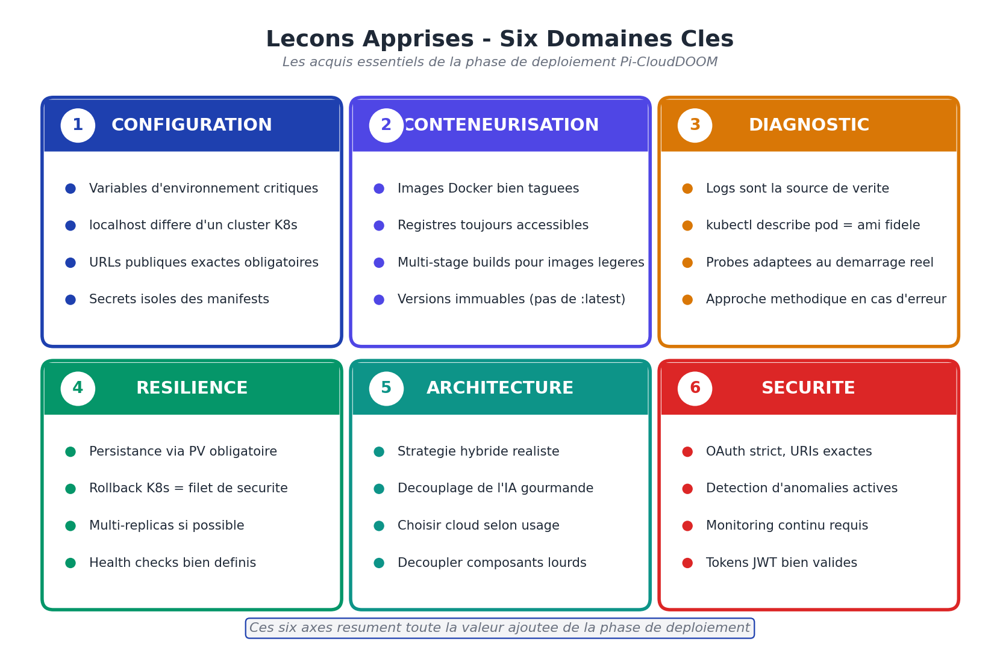 Lecons Apprises - Six Domaines Cles
Les acquis essentiels de la phase de deploiement Pi-CloudDOOM
1 CONFIGURATION
Variables d'environnement critiques
localhost differe d'un cluster K8s
URLs publiques exactes obligatoires
Secrets isoles des manifests
2 CONTENEURISATION
Images Docker bien taguees
Registres toujours accessibles
Multi-stage builds pour images legeres
Versions immuables (pas de :latest)
3 DIAGNOSTIC
Logs sont la source de verite
kubectl describe pod = ami fidele
Probes adaptees au demarrage reel
Approche methodique en cas d'erreur
4 RESILIENCE
Persistance via PV obligatoire
Rollback K8s = filet de securite
Multi-replicas si possible
Health checks bien definis
5 ARCHITECTURE
Strategie hybride realiste
Decouplage de l'IA gourmande
Choisir cloud selon usage
Decoupler composants lourds
6 SECURITE
OAuth strict, URIs exactes
Detection d'anomalies actives
Monitoring continu requis
Tokens JWT bien valides
Ces six axes resument toute la valeur ajoutee de la phase de deploiement